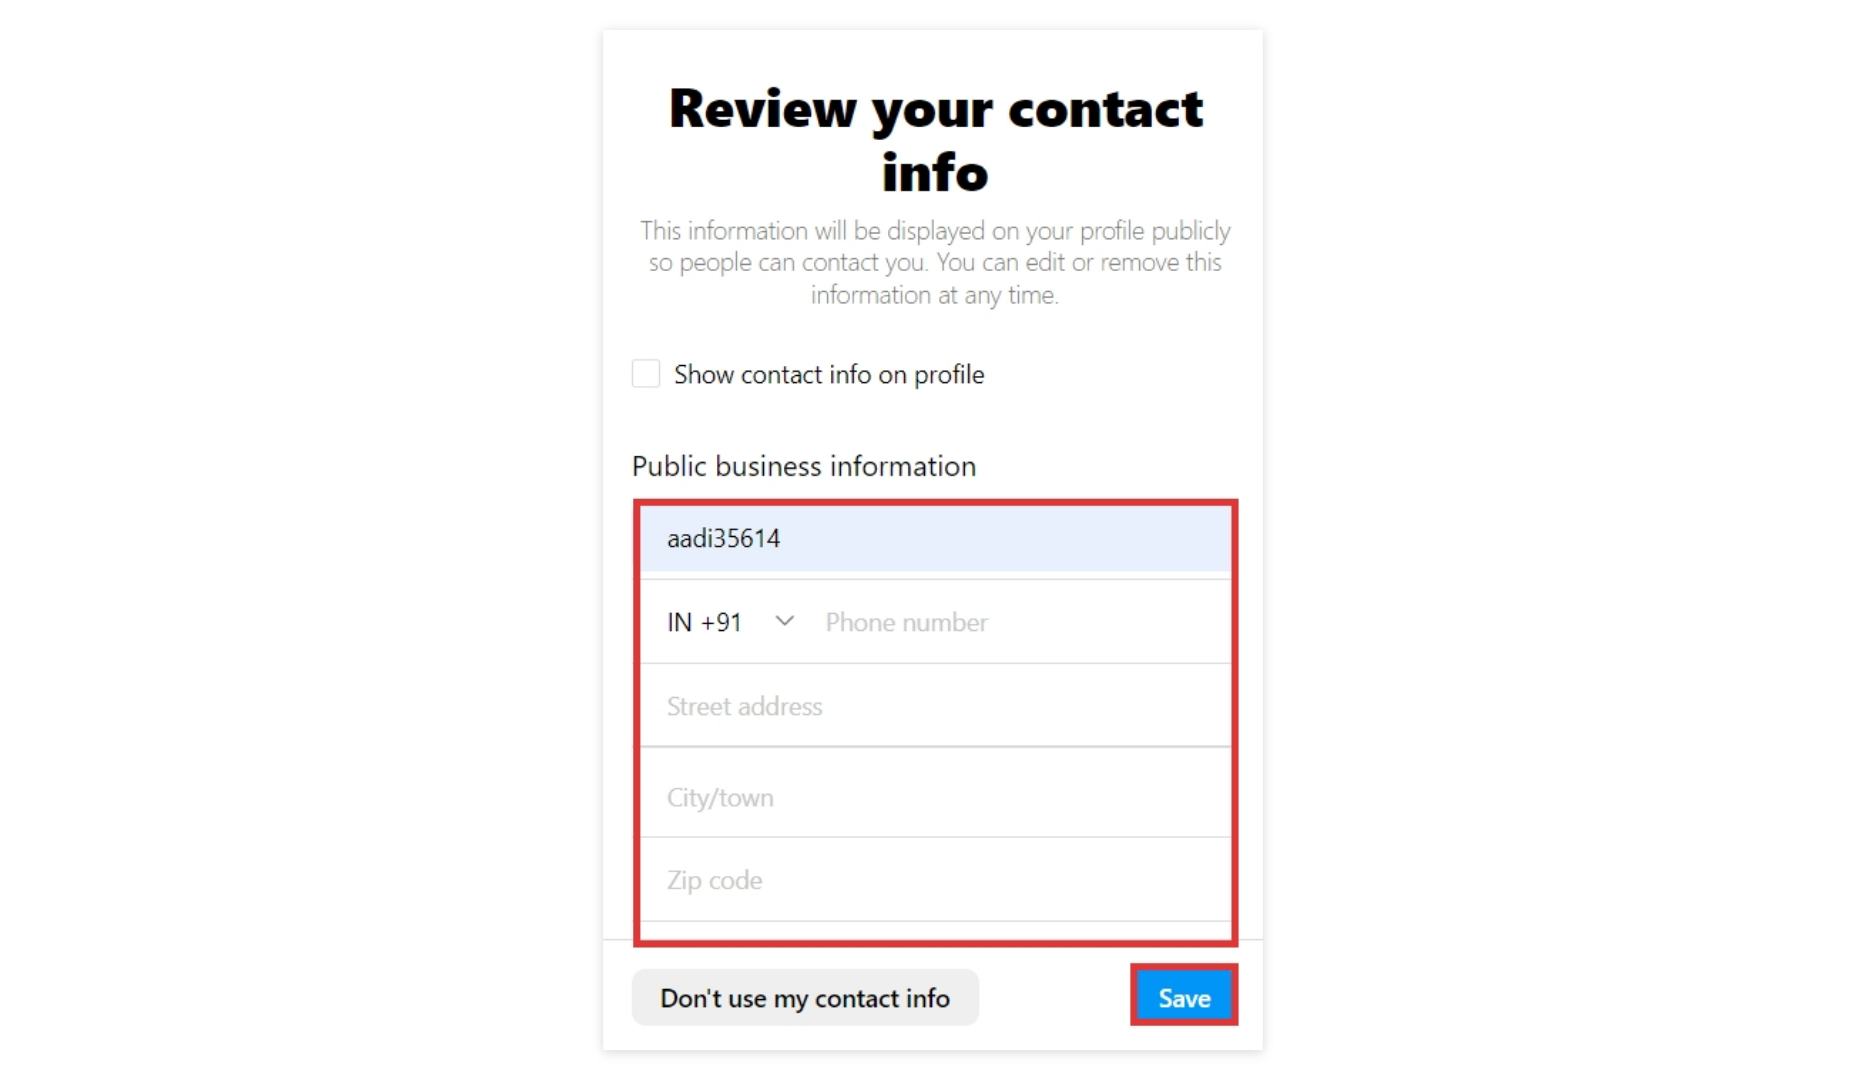 Review your contact
info
This information will be displayed on your profile publicly
so people can contact you. You can edit or remove this
information at any time.
Show contact info on profile
Public business information
aadi35614
IN +91 Phone number
Street address
City/town
Zip code
Don't use my contact info Save